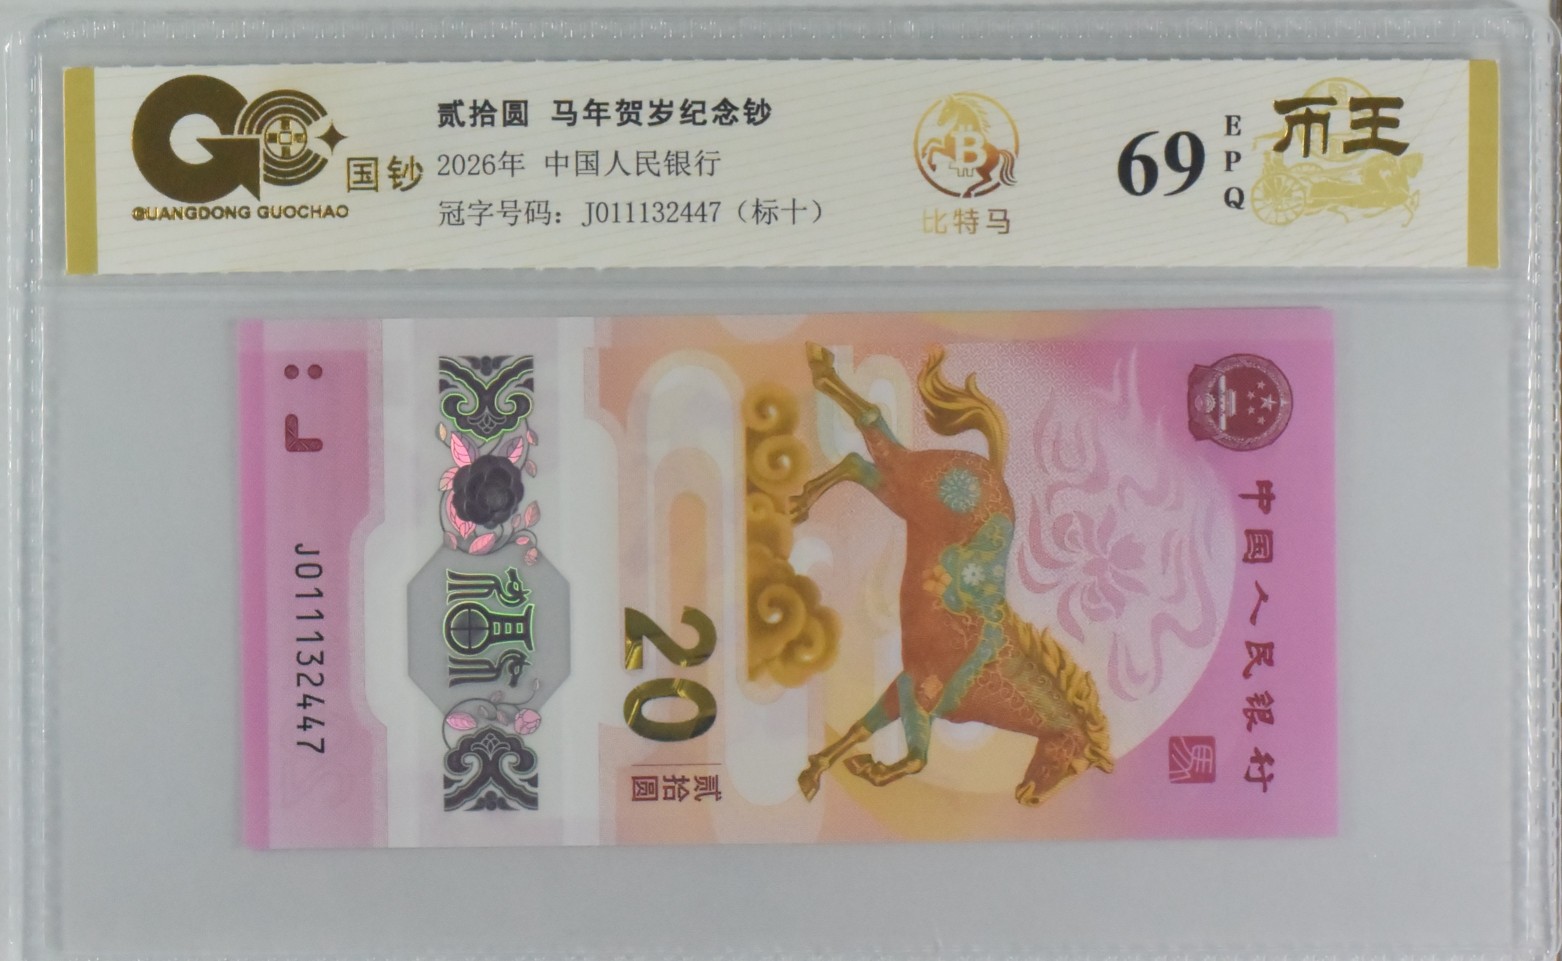 GC
国钞
GUANGDONG GUOCHAO
贰拾圆 马年贺岁纪念钞
2026年 中国人民银行
冠字号码：J011132447（标十）
B
比特马
69
EPQ
币王
中国人民银行
20
贰拾圆
福
J011132447